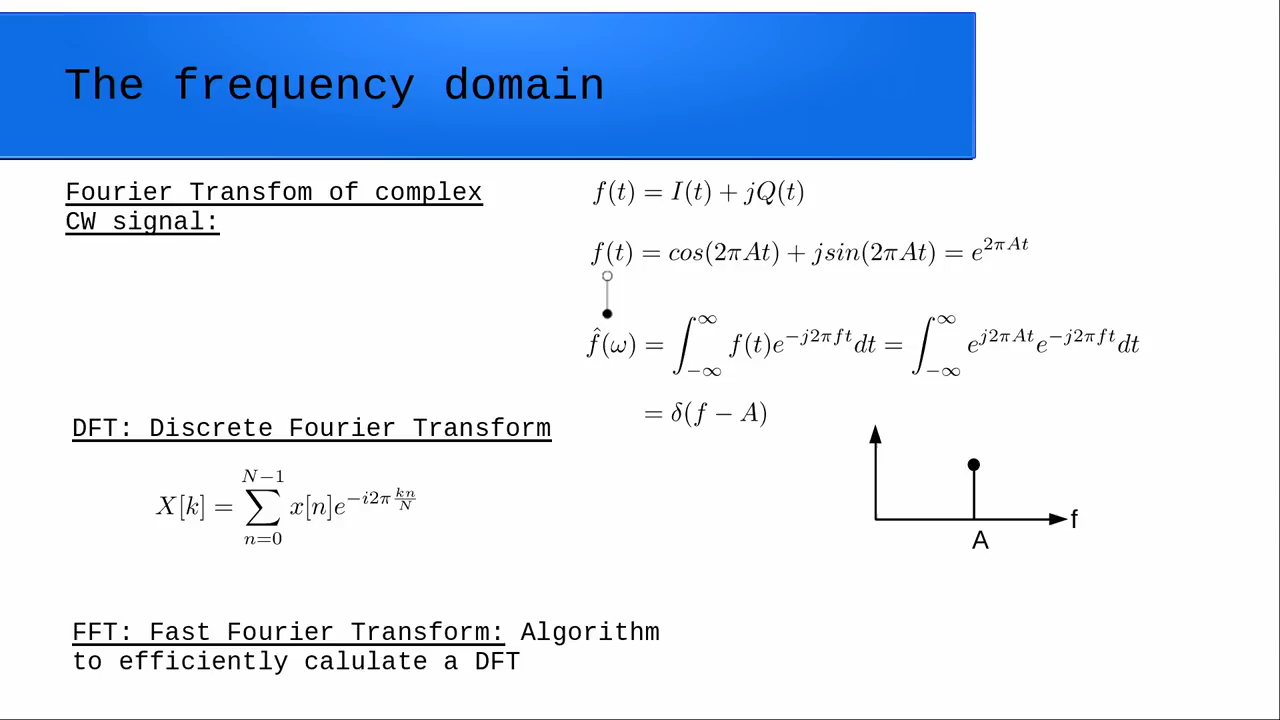 The frequency domain
Fourier Transfom of complex
CW signal:
f(t) = I(t) + jQ(t)
f(t) = cos(2πAt) + jsin(2πAt) = e^{2πAt}
f̂(ω) = ∫_{-∞}^{∞} f(t)e^{-j2πft}dt = ∫_{-∞}^{∞} e^{j2πAt}e^{-j2πft}dt
= δ(f − A)
DFT: Discrete Fourier Transform
X[k] = ∑_{n=0}^{N−1} x[n]e^{-i2π\frac{kn}{N}}
f
A
FFT: Fast Fourier Transform: Algorithm
to efficiently calulate a DFT